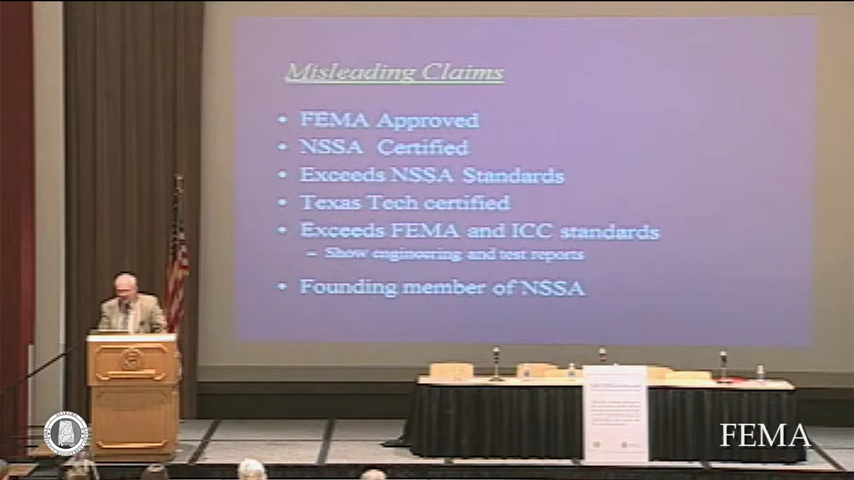 Misleading Claims
• FEMA Approved
• NSSA Certified
• Exceeds NSSA Standards
• Texas Tech certified
• Exceeds FEMA and ICC standards
– Show engineering and test reports
• Founding member of NSSA
FEMA